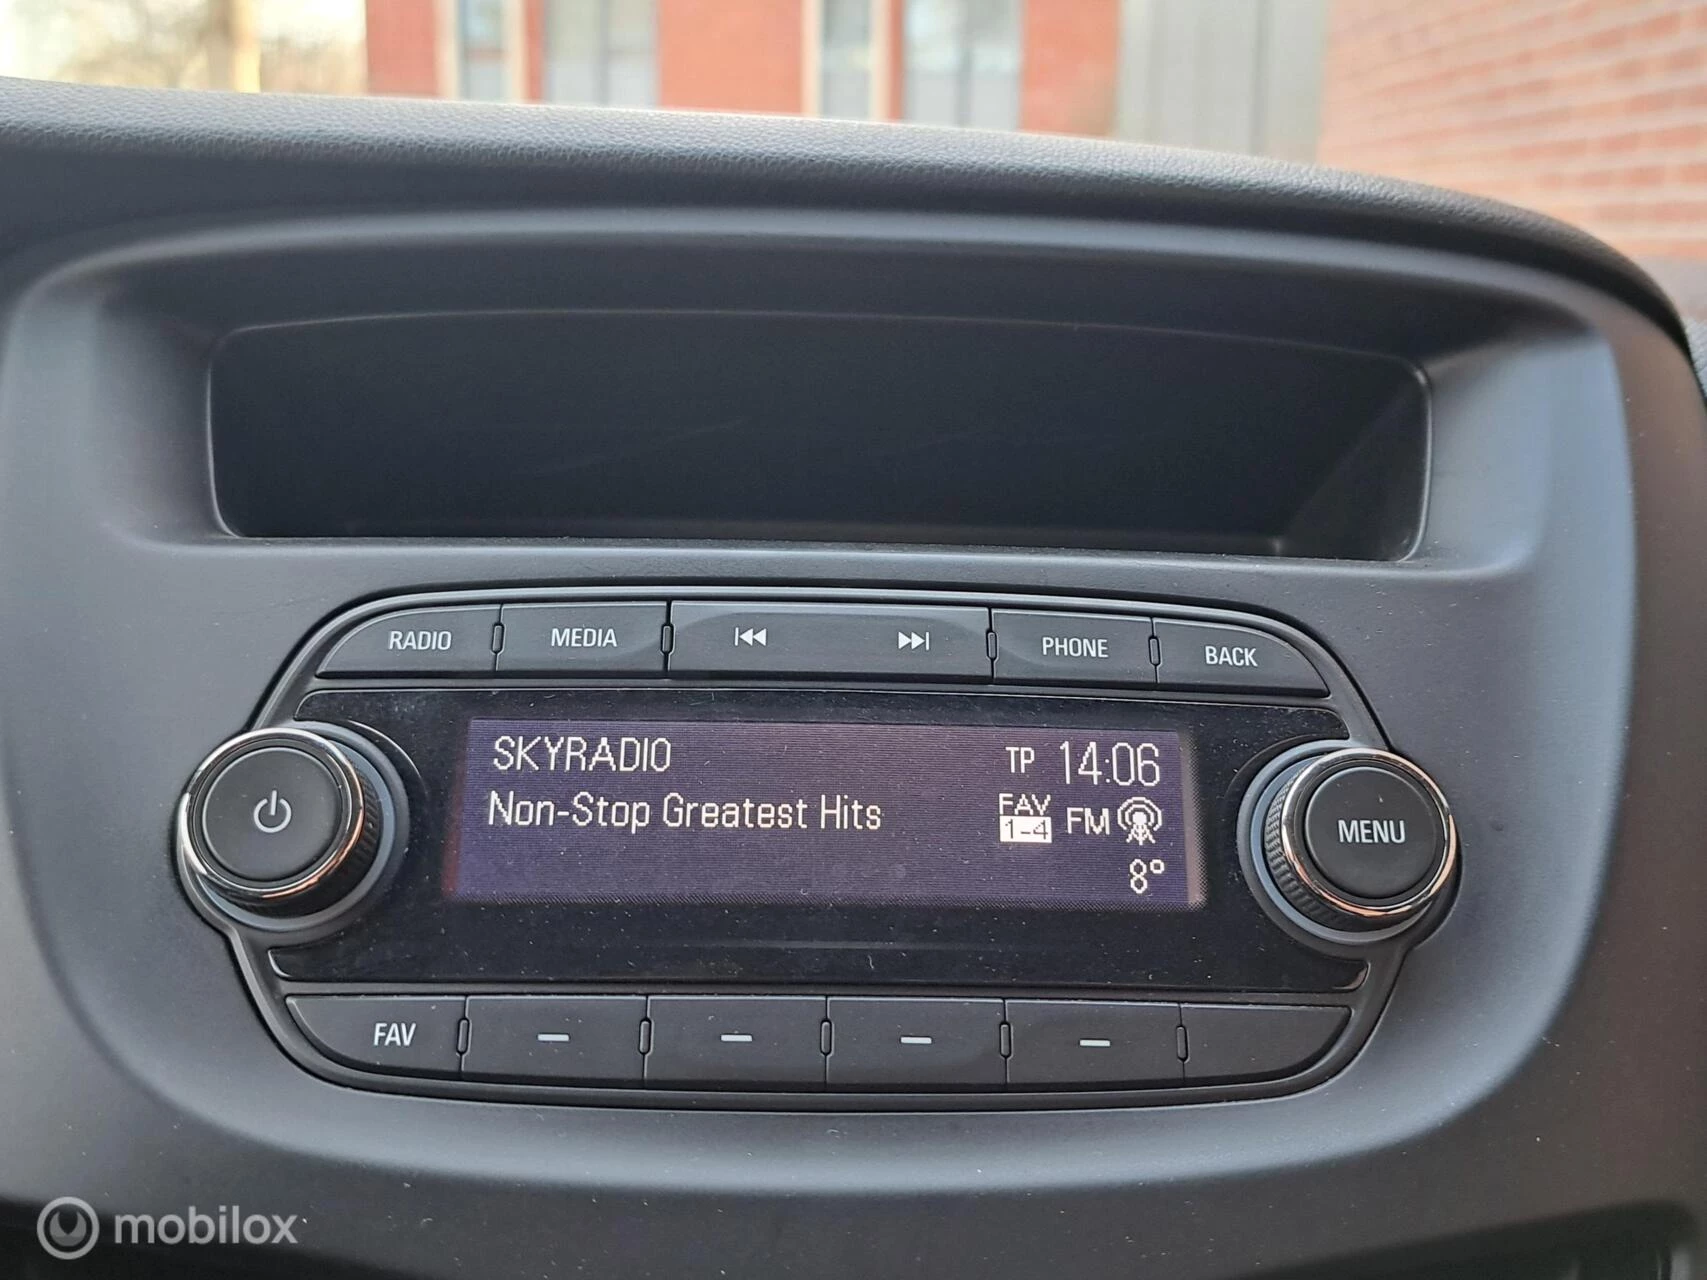 RADIO MEDIA PHONE BACK
SKYRADIO TP 14:06
Non-Stop Greatest Hits FAV FM
1-4
8°
MENU
FAV
mobilox